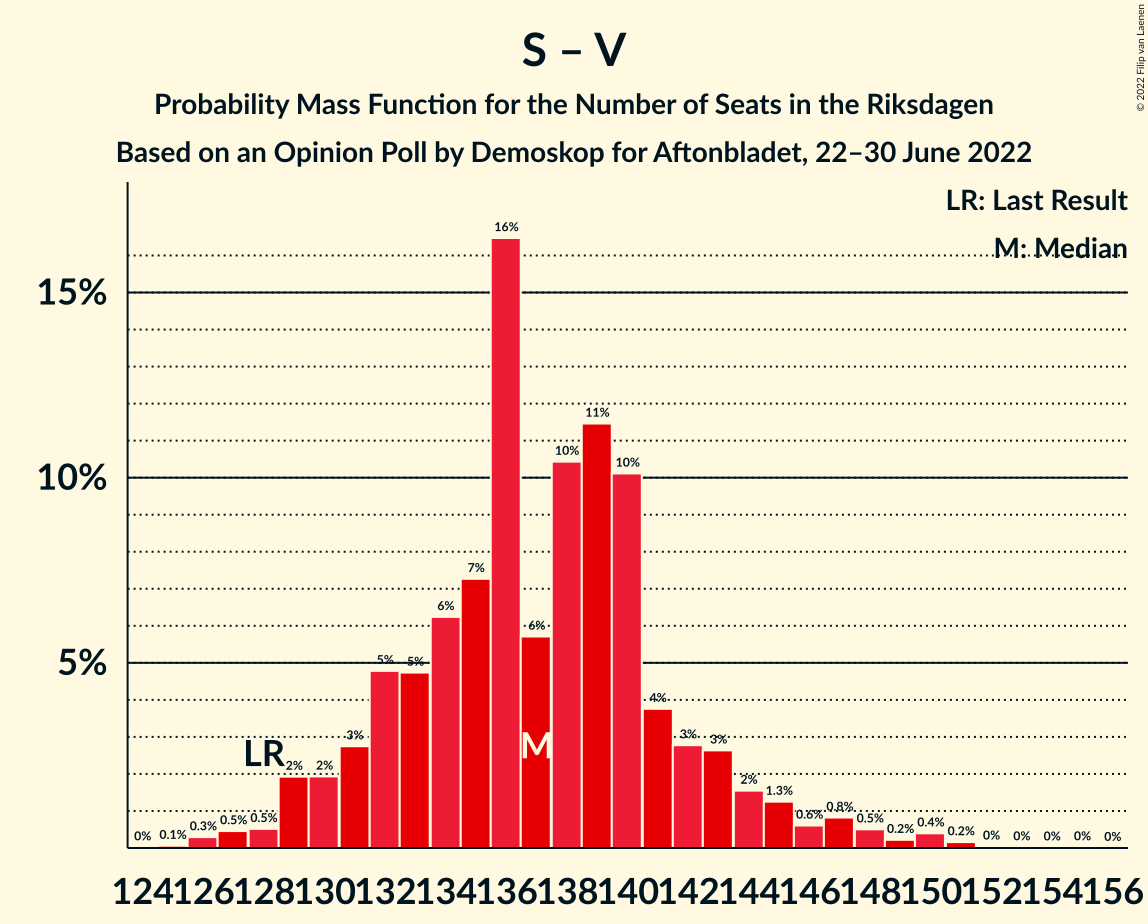 S – V
Probability Mass Function for the Number of Seats in the Riksdagen
Based on an Opinion Poll by Demoskop for Aftonbladet, 22–30 June 2022
© 2022 Filip van Laenen
LR: Last Result
M: Median
15%
10%
5%
0% 0.1% 0.3% 0.5% 0.5% 2% 2% 3% 5% 5% 6% 7% 16% 6% 10% 11% 10% 4% 3% 3% 2% 1.3% 0.6% 0.8% 0.5% 0.2% 0.4% 0.2% 0% 0% 0% 0% 0%
LR
M
124 126 128 130 132 134 136 138 140 142 144 146 148 150 152 154 156